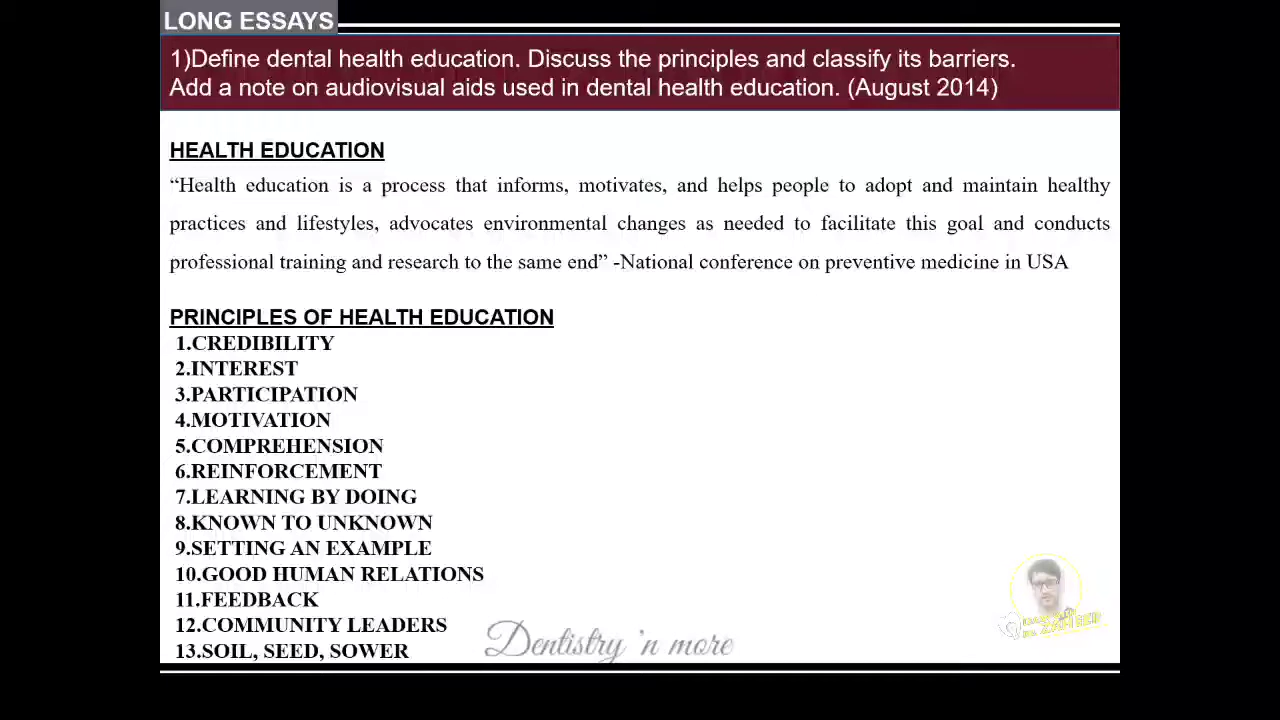 LONG ESSAYS
1)Define dental health education. Discuss the principles and classify its barriers.
Add a note on audiovisual aids used in dental health education. (August 2014)
HEALTH EDUCATION
“Health education is a process that informs, motivates, and helps people to adopt and maintain healthy
practices and lifestyles, advocates environmental changes as needed to facilitate this goal and conducts
professional training and research to the same end” -National conference on preventive medicine in USA
PRINCIPLES OF HEALTH EDUCATION
1.CREDIBILITY
2.INTEREST
3.PARTICIPATION
4.MOTIVATION
5.COMPREHENSION
6.REINFORCEMENT
7.LEARNING BY DOING
8.KNOWN TO UNKNOWN
9.SETTING AN EXAMPLE
10.GOOD HUMAN RELATIONS
11.FEEDBACK
12.COMMUNITY LEADERS
13.SOIL, SEED, SOWER
Dentistry 'n more